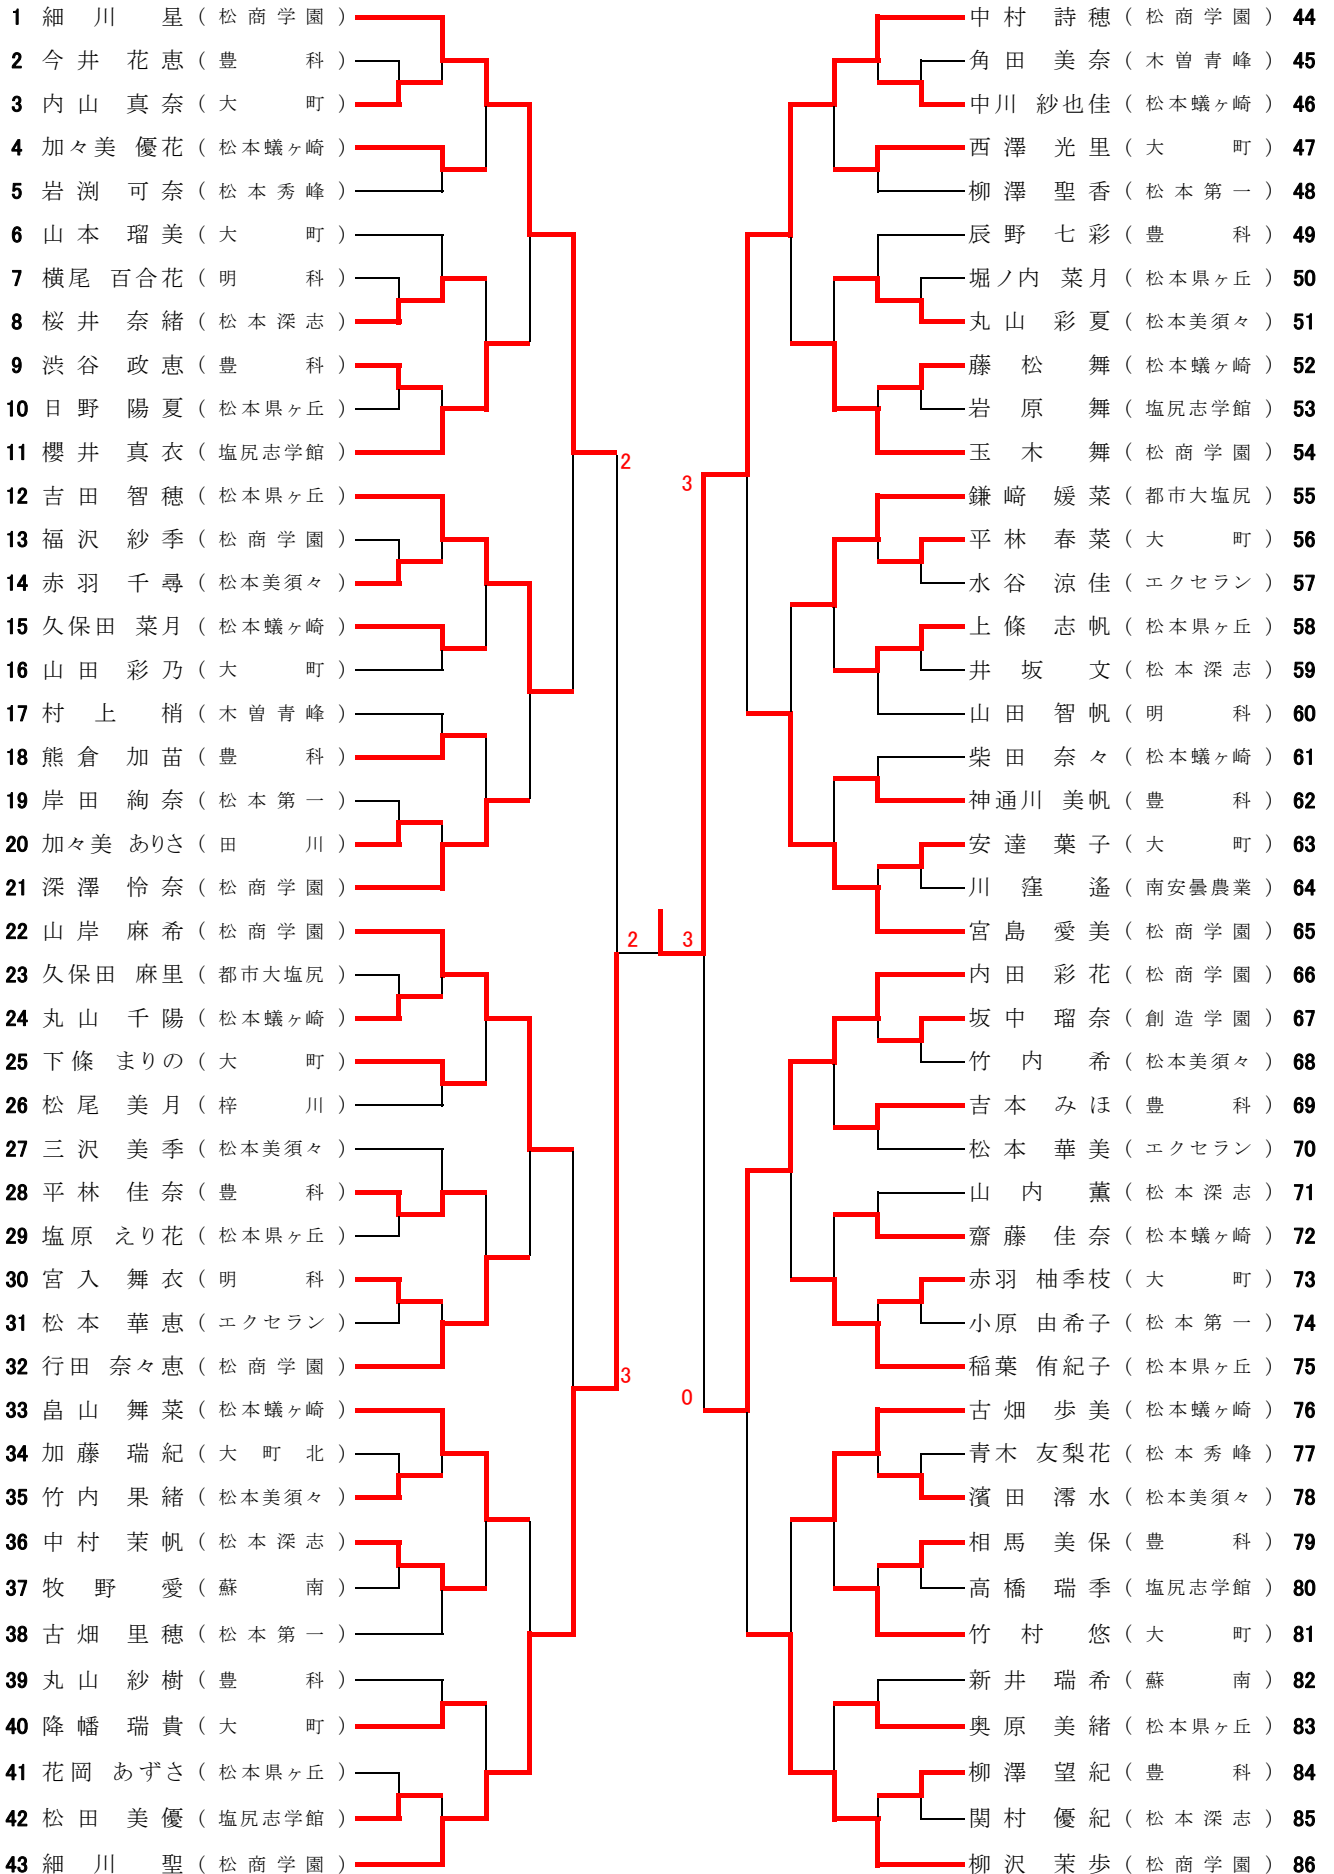 1 細川 星 (松商学園)
2 今井 花恵 (豊科)
3 内山 真奈 (大町)
4 加々美 優花 (松本蟻ヶ崎)
5 岩渕 可奈 (松本秀峰)
6 山本 瑠美 (大町)
7 横尾 百合花 (明科)
8 桜井 奈緒 (松本深志)
9 渋谷 政恵 (豊科)
10 日野 陽夏 (松本県ヶ丘)
11 櫻井 真衣 (塩尻志学館)
12 吉田 智穂 (松本県ヶ丘)
13 福沢 紗季 (松商学園)
14 赤羽 千尋 (松本美須々)
15 久保田 菜月 (松本蟻ヶ崎)
16 山田 彩乃 (大町)
17 村上 梢 (木曽青峰)
18 熊倉 加苗 (豊科)
19 岸田 絢奈 (松本第一)
20 加々美 ありさ (田川)
21 深澤 怜奈 (松商学園)
22 山岸 麻希 (松商学園)
23 久保田 麻里 (都市大塩尻)
24 丸山 千陽 (松本蟻ヶ崎)
25 下條 まりの (大町)
26 松尾 美月 (梓川)
27 三沢 美季 (松本美須々)
28 平林 佳奈 (豊科)
29 塩原 えり花 (松本県ヶ丘)
30 宮入 舞衣 (明科)
31 松本 華恵 (エクセラン)
32 行田 奈々恵 (松商学園)
33 畠山 舞菜 (松本蟻ヶ崎)
34 加藤 瑞紀 (大町北)
35 竹内 果緒 (松本美須々)
36 中村 茉帆 (松本深志)
37 牧野 愛 (蘇南)
38 古畑 里穂 (松本第一)
39 丸山 紗樹 (豊科)
40 降幡 瑞貴 (大町)
41 花岡 あずさ (松本県ヶ丘)
42 松田 美優 (塩尻志学館)
43 細川 聖 (松商学園)
2
2
3
3
3
0
中村 詩穂 (松商学園) 44
角田 美奈 (木曽青峰) 45
中川 紗也佳 (松本蟻ヶ崎) 46
西澤 光里 (大町) 47
柳澤 聖香 (松本第一) 48
辰野 七彩 (豊科) 49
堀ノ内 菜月 (松本県ヶ丘) 50
丸山 彩夏 (松本美須々) 51
藤松 舞 (松本蟻ヶ崎) 52
岩原 舞 (塩尻志学館) 53
玉木 舞 (松商学園) 54
鎌﨑 媛菜 (都市大塩尻) 55
平林 春菜 (大町) 56
水谷 涼佳 (エクセラン) 57
上條 志帆 (松本県ヶ丘) 58
井坂 文 (松本深志) 59
山田 智帆 (明科) 60
柴田 奈々 (松本蟻ヶ崎) 61
神通川 美帆 (豊科) 62
安達 葉子 (大町) 63
川窪 遙 (南安曇農業) 64
宮島 愛美 (松商学園) 65
内田 彩花 (松商学園) 66
坂中 瑠奈 (創造学園) 67
竹内 希 (松本美須々) 68
吉本 みほ (豊科) 69
松本 華美 (エクセラン) 70
山内 薫 (松本深志) 71
齋藤 佳奈 (松本蟻ヶ崎) 72
赤羽 柚季枝 (大町) 73
小原 由希子 (松本第一) 74
稲葉 侑紀子 (松本県ヶ丘) 75
古畑 歩美 (松本蟻ヶ崎) 76
青木 友梨花 (松本秀峰) 77
濱田 澪水 (松本美須々) 78
相馬 美保 (豊科) 79
高橋 瑞季 (塩尻志学館) 80
竹村 悠 (大町) 81
新井 瑞希 (蘇南) 82
奥原 美緒 (松本県ヶ丘) 83
柳澤 望紀 (豊科) 84
関村 優紀 (松本深志) 85
柳沢 茉歩 (松商学園) 86